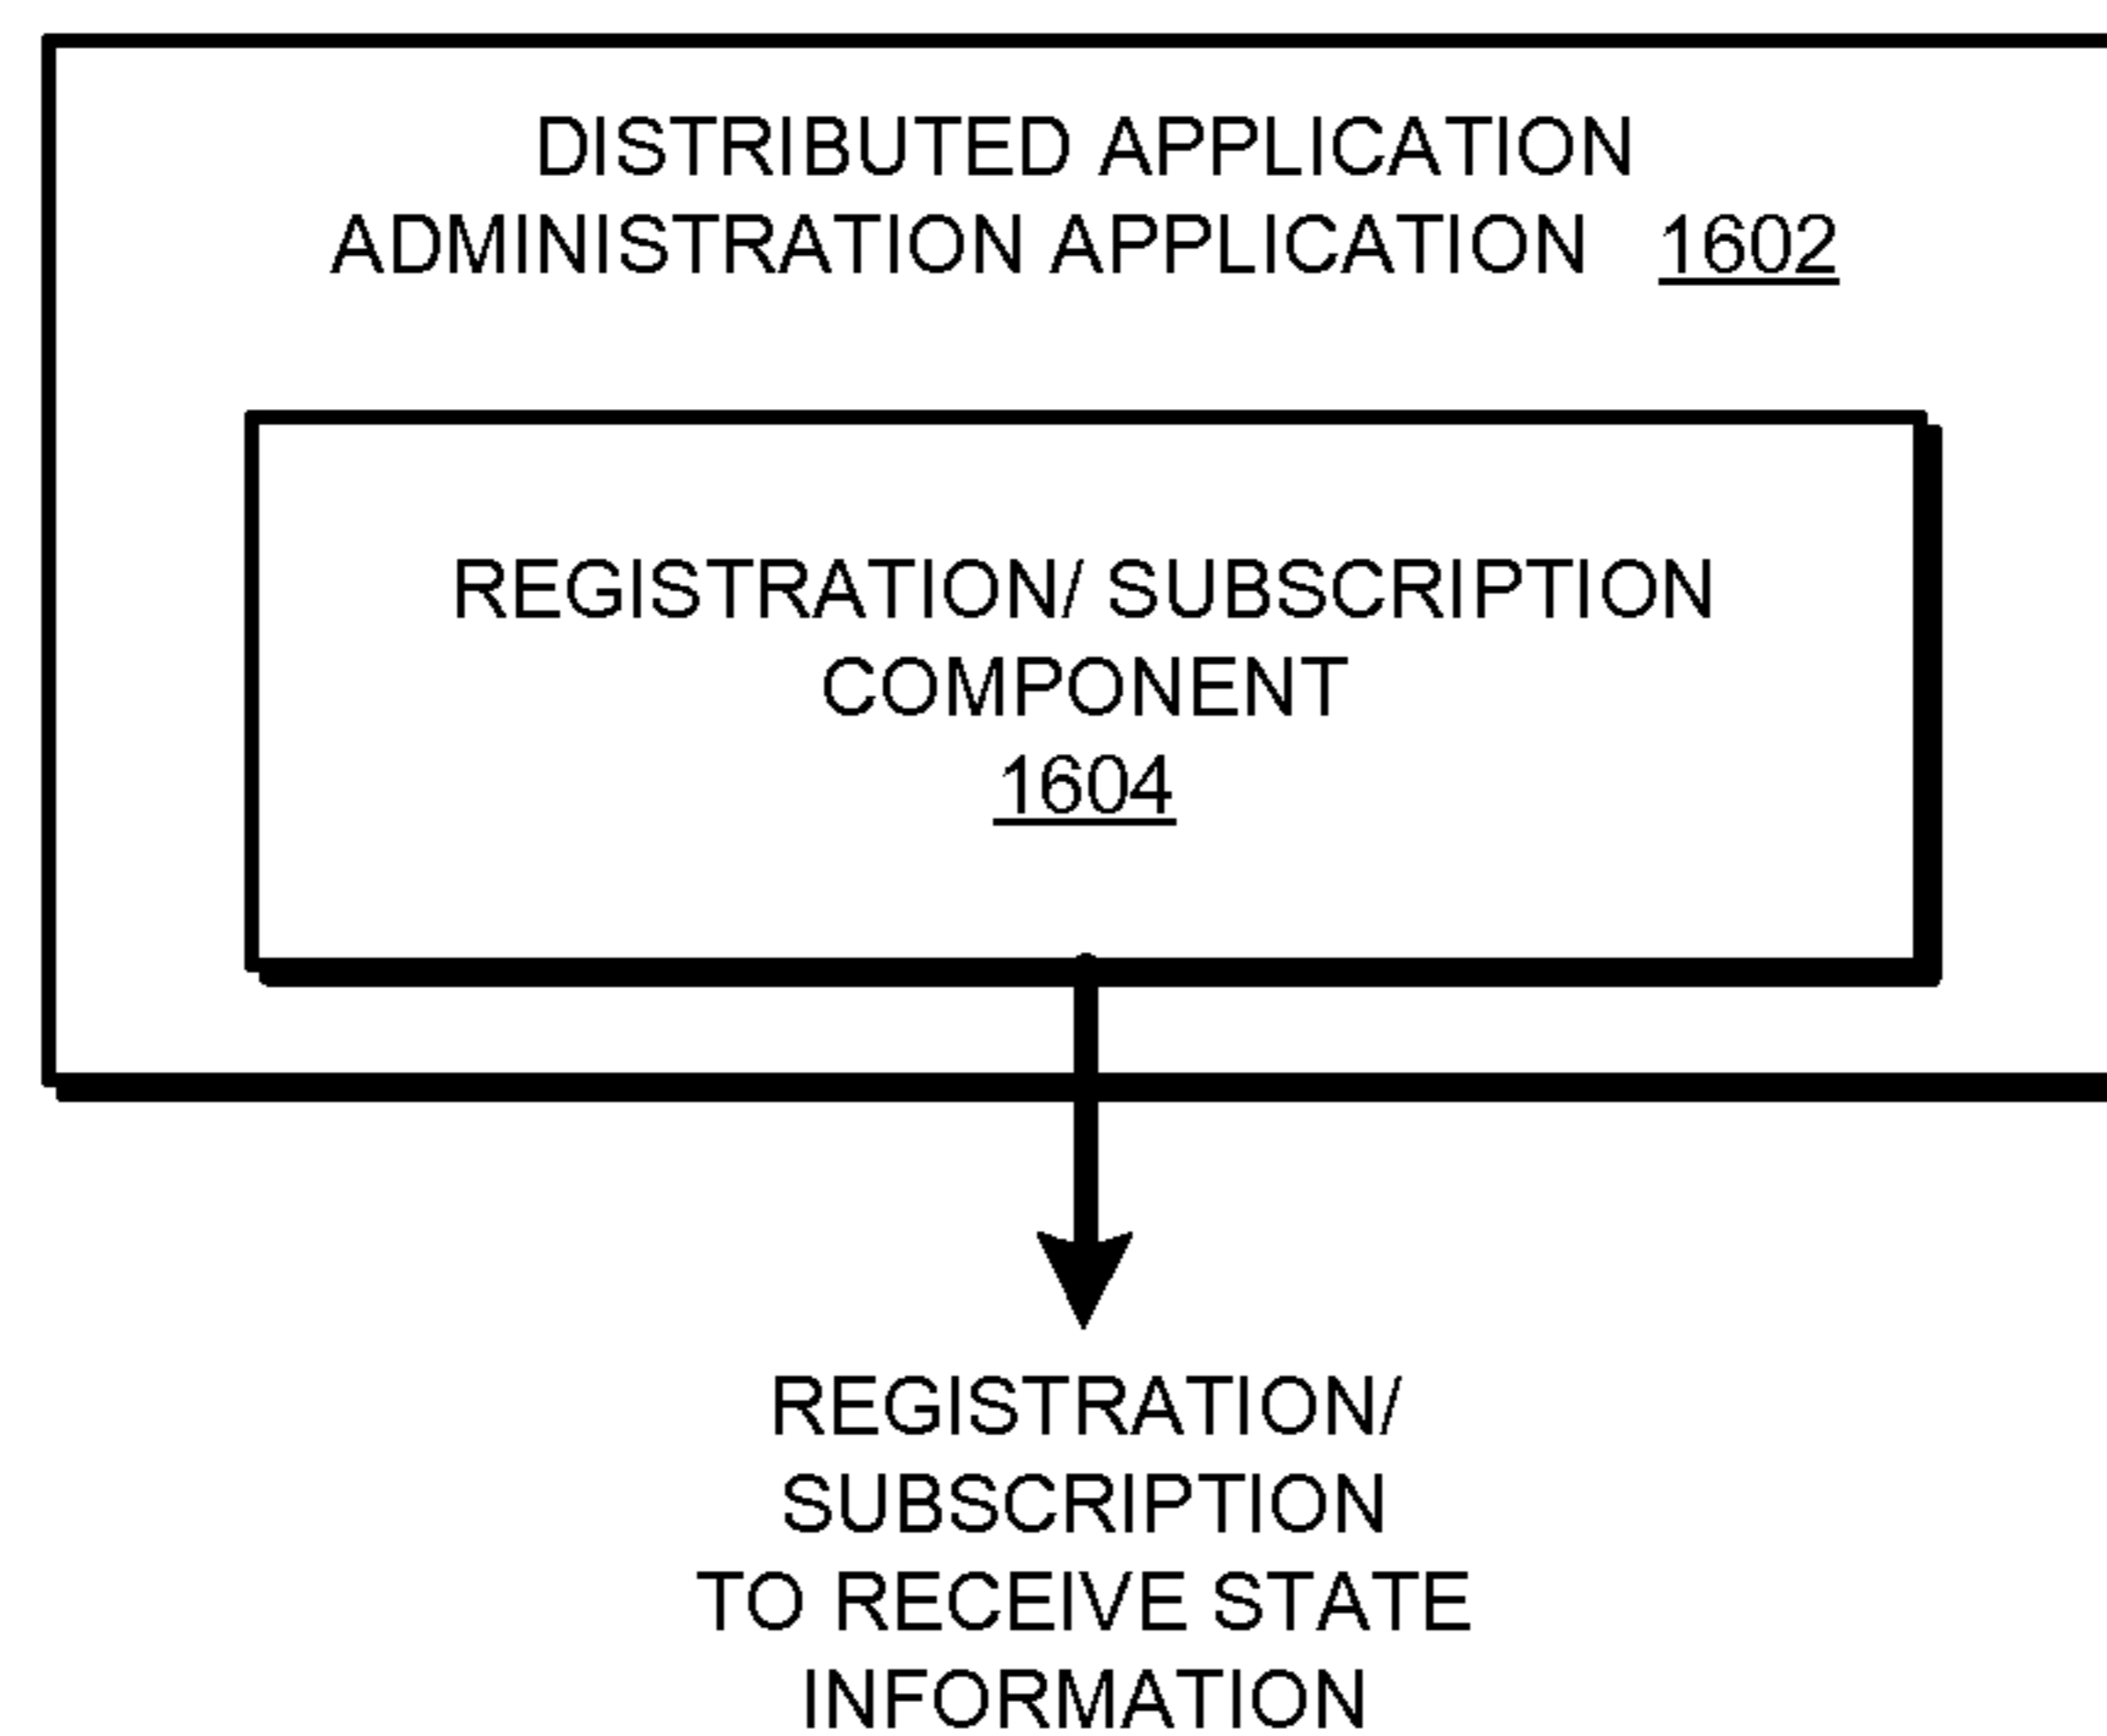 DISTRIBUTED APPLICATION
ADMINISTRATION APPLICATION 1602
REGISTRATION/ SUBSCRIPTION
COMPONENT
1604
REGISTRATION/
SUBSCRIPTION
TO RECEIVE STATE
INFORMATION